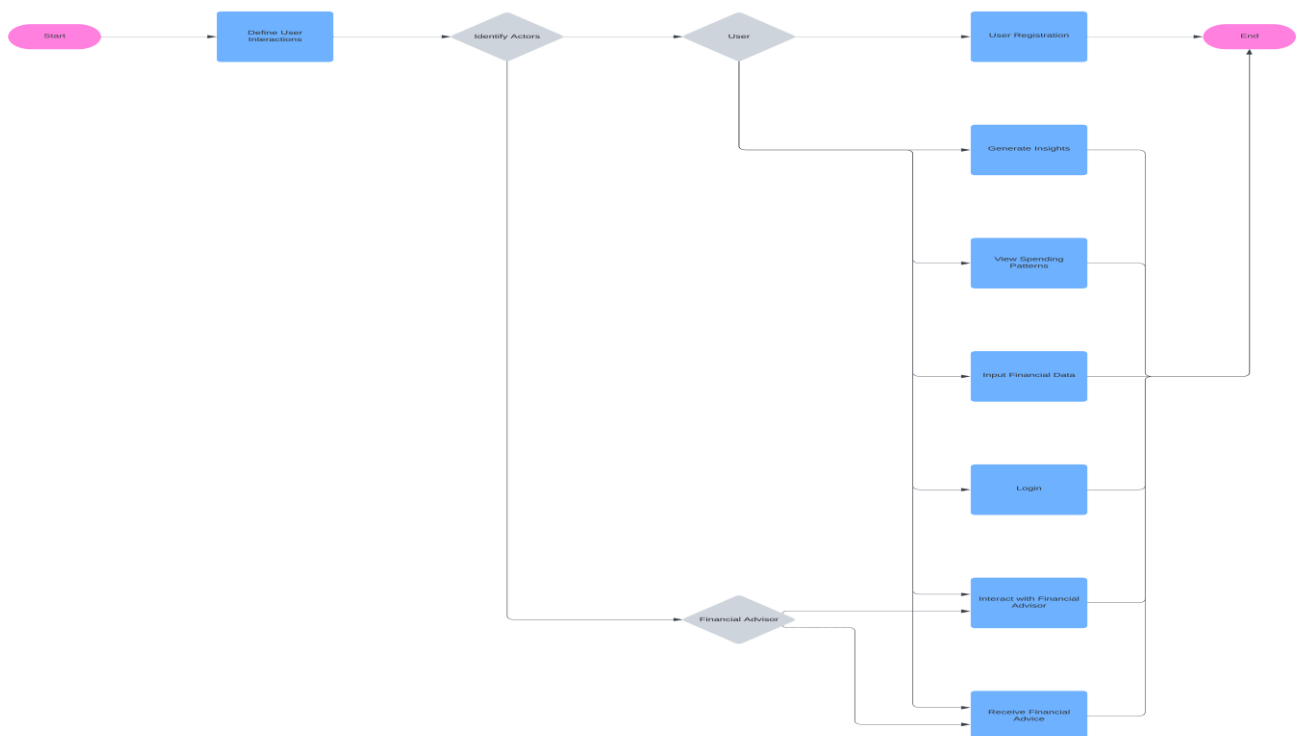 Start
Define User
Interactions
Identify Actors
User
User Registration
End
Generate Insights
View Spending
Patterns
Input Financial Data
Login
Interact with Financial
Advisor
Financial Advisor
Receive Financial
Advice